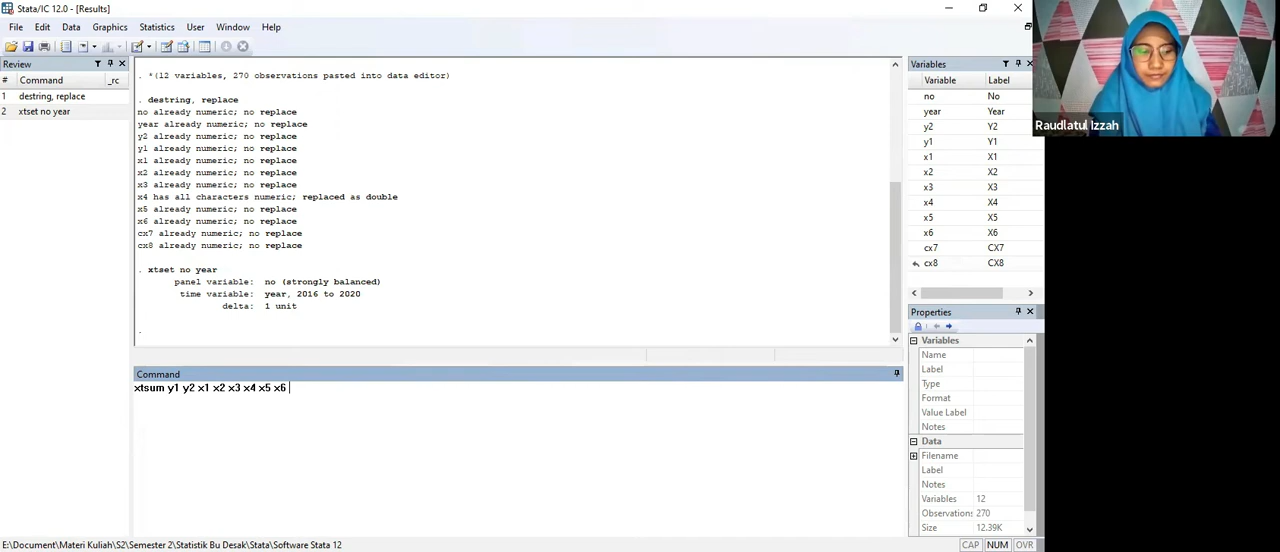 Stata/IC 12.0 - [Results]
File Edit Data Graphics Statistics User Window Help
Review
# Command _rc
1 destring, replace
2 xtset no year
. *(12 variables, 270 observations pasted into data editor)
. destring, replace
no already numeric; no replace
year already numeric; no replace
y2 already numeric; no replace
y1 already numeric; no replace
x1 already numeric; no replace
x2 already numeric; no replace
x3 already numeric; no replace
x4 has all characters numeric; replaced as double
x5 already numeric; no replace
x6 already numeric; no replace
cx7 already numeric; no replace
cx8 already numeric; no replace
. xtset no year
panel variable: no (strongly balanced)
time variable: year, 2016 to 2020
delta: 1 unit
.
Command
xtsum y1 y2 x1 x2 x3 x4 x5 x6
Variables
Variable Label
no No
year Year
y2 Y2
y1 Y1
x1 X1
x2 X2
x3 X3
x4 X4
x5 X5
x6 X6
cx7 CX7
cx8 CX8
Properties
Variables
Name
Label
Type
Format
Value Label
Notes
Data
Filename
Label
Notes
Variables 12
Observations 270
Size 12.39K
Raudlatul Izzah
E:\Document\Materi Kuliah\S2\Semester 2\Statistik Bu Desak\Stata\Software Stata 12
CAP NUM OVR